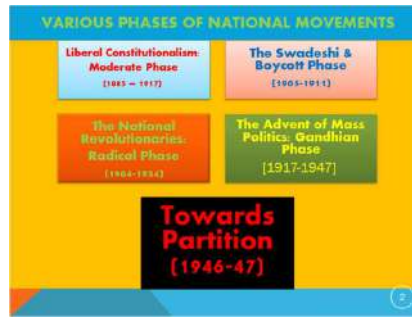 VARIOUS PHASES OF NATIONAL MOVEMENTS
Liberal Constitutionalism:
Moderate Phase
[1885 – 1917]
The Swadeshi &
Boycott Phase
(1905-1911)
The National
Revolutionaries:
Radical Phase
The Advent of Mass
Politics: Gandhian
Phase
[1917-1947]
Towards
Partition
(1946-47)
2